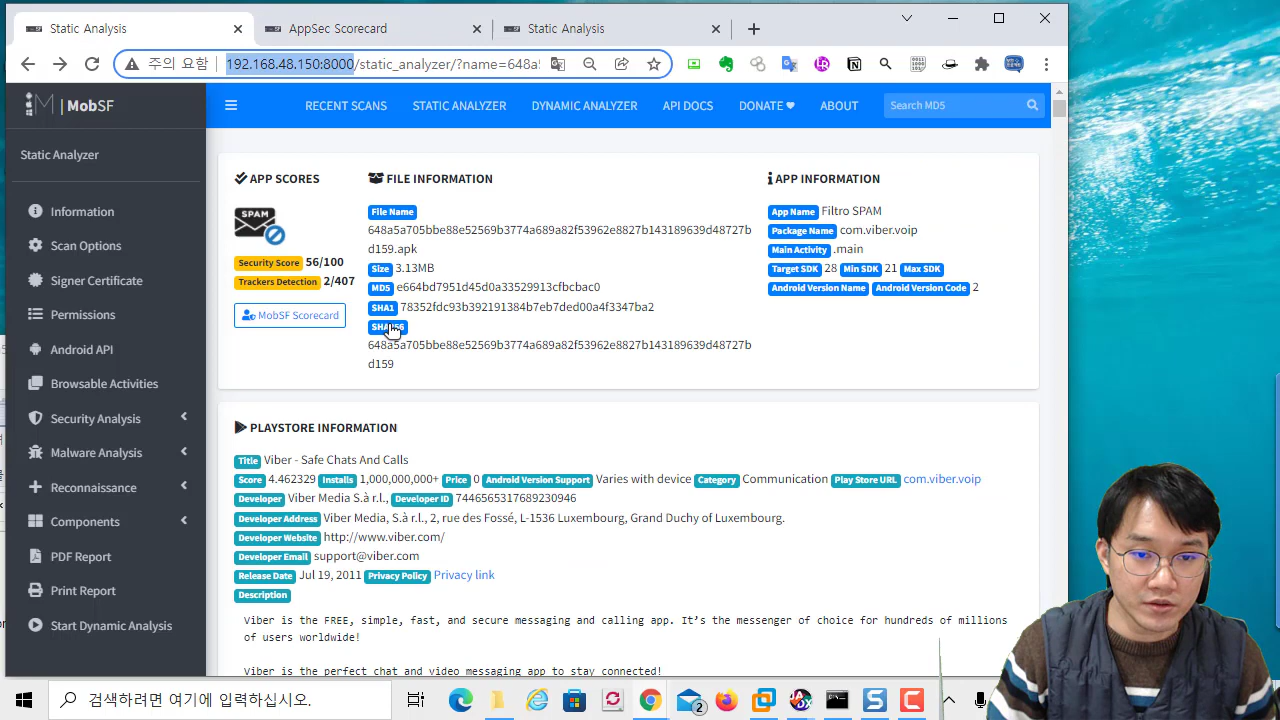 Static Analysis
AppSec Scorecard
Static Analysis
주의 요함
192.168.48.150:8000/static_analyzer/?name=648a5
| MobSF
RECENT SCANS
STATIC ANALYZER
DYNAMIC ANALYZER
API DOCS
DONATE
ABOUT
Search MD5
Static Analyzer
Information
Scan Options
Signer Certificate
Permissions
Android API
Browsable Activities
Security Analysis
Malware Analysis
Reconnaissance
Components
PDF Report
Print Report
Start Dynamic Analysis
APP SCORES
SPAM
Security Score 56/100
Trackers Detection 2/407
MobSF Scorecard
FILE INFORMATION
File Name
648a5a705bbe88e52569b3774a689a82f53962e8827b143189639d48727b
d159.apk
Size 3.13MB
MD5 e664bd7951d45d0a33529913cfbcbac0
SHA1 78352fdc93b392191384b7eb7ded00a4f3347ba2
SHA256
648a5a705bbe88e52569b3774a689a82f53962e8827b143189639d48727b
d159
APP INFORMATION
App Name Filtro SPAM
Package Name com.viber.voip
Main Activity .main
Target SDK 28 Min SDK 21 Max SDK
Android Version Name Android Version Code 2
PLAYSTORE INFORMATION
Title Viber - Safe Chats And Calls
Score 4.462329 Installs 1,000,000,000+ Price 0 Android Version Support Varies with device Category Communication Play Store URL com.viber.voip
Developer Viber Media S.à r.l., Developer ID 7446565317689230946
Developer Address Viber Media, S.à r.l., 2, rue des Fossé, L-1536 Luxembourg, Grand Duchy of Luxembourg.
Developer Website http://www.viber.com/
Developer Email support@viber.com
Release Date Jul 19, 2011 Privacy Policy Privacy link
Description
Viber is the FREE, simple, fast, and secure messaging and calling app. It's the messenger of choice for hundreds of millions
of users worldwide!
Viber is the perfect chat and video messaging app to stay connected!
검색하려면 여기에 입력하십시오.
2